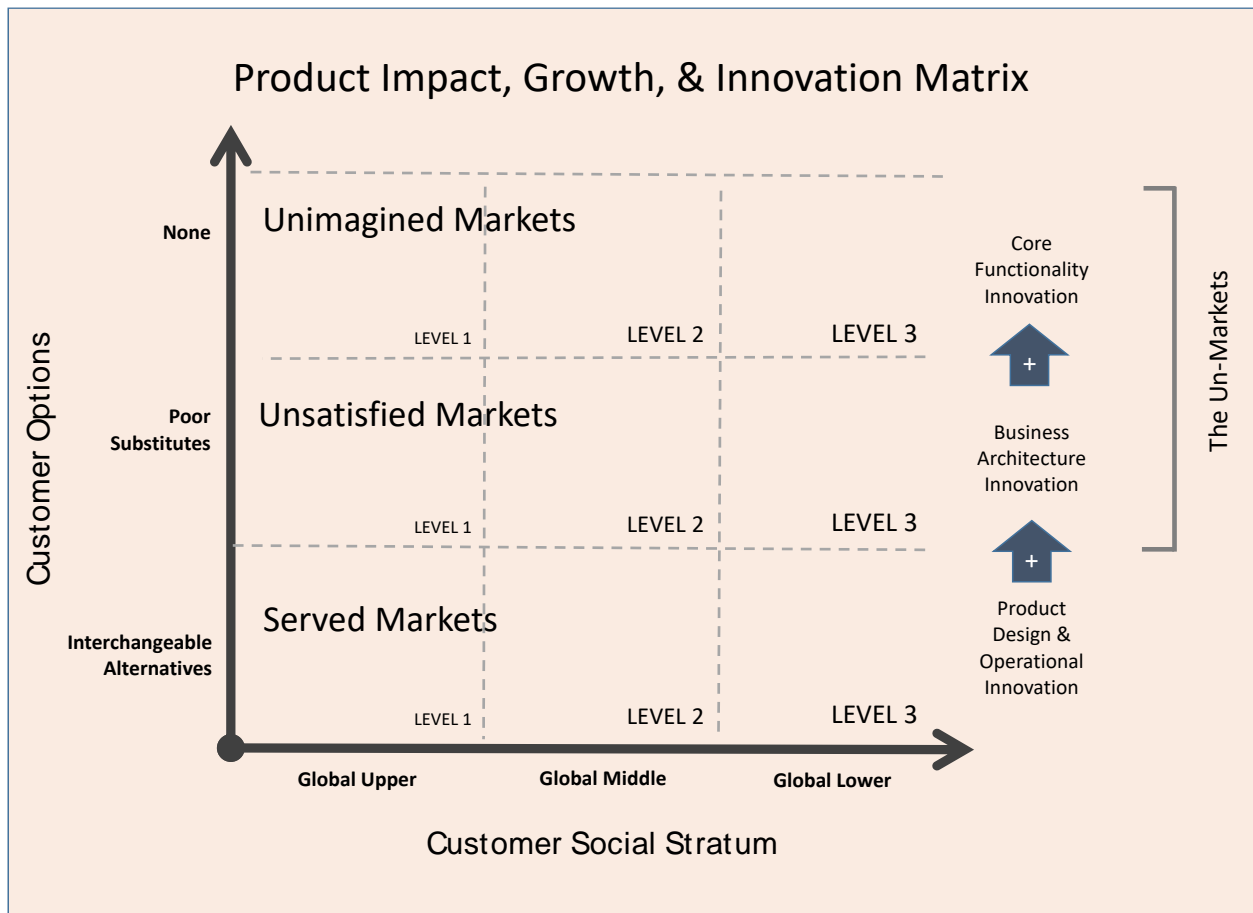 Product Impact, Growth, & Innovation Matrix
Customer Options
None
Unimagined Markets
LEVEL 1
LEVEL 2
LEVEL 3
Core
Functionality
Innovation
+
The Un-Markets
Poor
Substitutes
Unsatisfied Markets
LEVEL 1
LEVEL 2
LEVEL 3
Business
Architecture
Innovation
+
Interchangeable
Alternatives
Served Markets
LEVEL 1
LEVEL 2
LEVEL 3
Product
Design &
Operational
Innovation
Global Upper
Global Middle
Global Lower
Customer Social Stratum